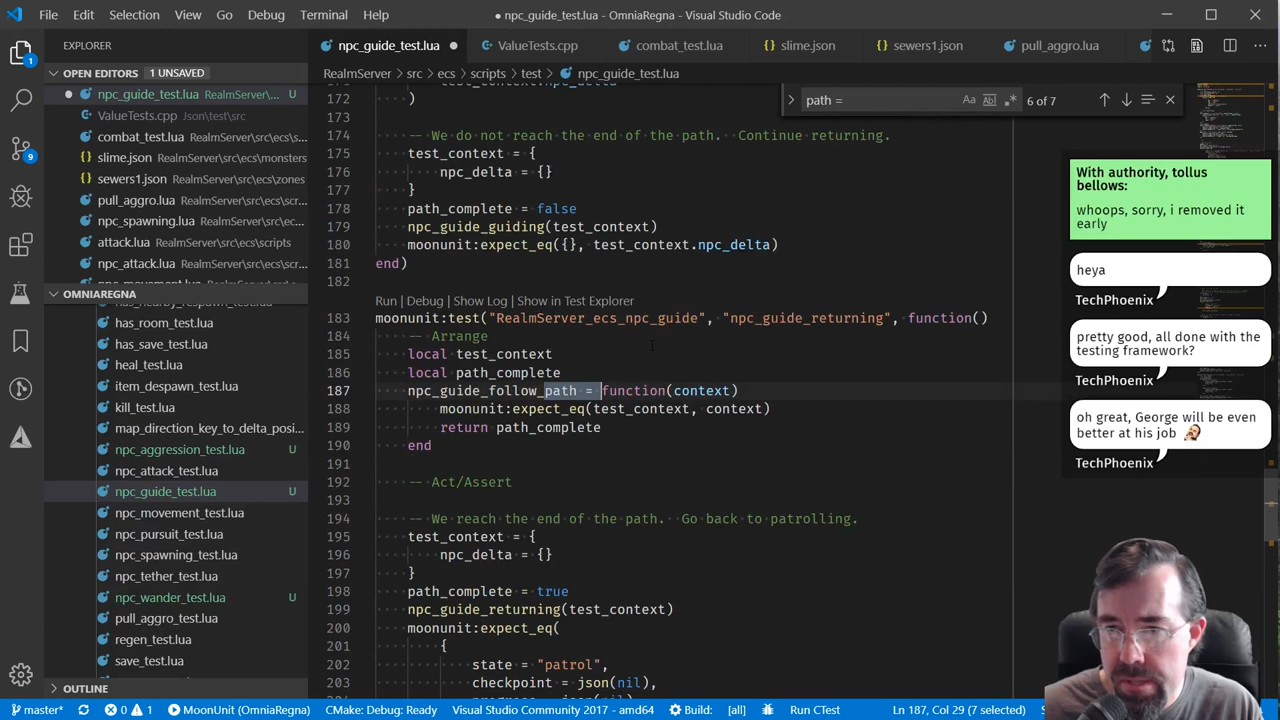 File Edit Selection View Go Debug Terminal Help
● npc_guide_test.lua - OmniaRegna - Visual Studio Code
EXPLORER
npc_guide_test.lua ValueTests.cpp combat_test.lua slime.json sewers1.json pull_aggro.lua
OPEN EDITORS 1 UNSAVED
RealmServer > src > ecs > scripts > test > npc_guide_test.lua
npc_guide_test.lua RealmServer\... U
ValueTests.cpp Json\test\src
combat_test.lua RealmServer\src\ecs\...
slime.json RealmServer\src\ecs\monsters
sewers1.json RealmServer\src\ecs\zones
pull_aggro.lua RealmServer\src\ecs\scr...
npc_spawning.lua RealmServer\src\...
attack.lua RealmServer\src\ecs\scripts
npc_attack.lua RealmServer\src\ecs\scr...
path = 6 of 7
172 )
173
174 -- We do not reach the end of the path. Continue returning.
175 test_context = {
176 npc_delta = {}
177 }
178 path_complete = false
179 npc_guide_guiding(test_context)
180 moonunit:expect_eq({}, test_context.npc_delta)
181 end)
182
Run | Debug | Show Log | Show in Test Explorer
183 moonunit:test("RealmServer_ecs_npc_guide", "npc_guide_returning", function()
184 -- Arrange
185 local test_context
186 local path_complete
187 npc_guide_follow_path = function(context)
188 moonunit:expect_eq(test_context, context)
189 return path_complete
190 end
191
192 -- Act/Assert
193
194 -- We reach the end of the path. Go back to patrolling.
195 test_context = {
196 npc_delta = {}
197 }
198 path_complete = true
199 npc_guide_returning(test_context)
200 moonunit:expect_eq(
201 {
202 state = "patrol",
203 checkpoint = json(nil),
OMNIAREGNA
has_room_test.lua
has_save_test.lua
heal_test.lua
item_despawn_test.lua
kill_test.lua
map_direction_key_to_delta_posi...
npc_aggression_test.lua U
npc_attack_test.lua
npc_guide_test.lua U
npc_movement_test.lua
npc_pursuit_test.lua
npc_spawning_test.lua
npc_tether_test.lua
npc_wander_test.lua U
pull_aggro_test.lua
regen_test.lua
save_test.lua
OUTLINE
With authority, tollus
bellows:
whoops, sorry, i removed it
early
heya
TechPhoenix
pretty good, all done with the
testing framework?
TechPhoenix
oh great, George will be even
better at his job
TechPhoenix
master* 0 1 MoonUnit (OmniaRegna) CMake: Debug: Ready Visual Studio Community 2017 - amd64 Build: [all] Run CTest Ln 187, Col 29 (7 selected)